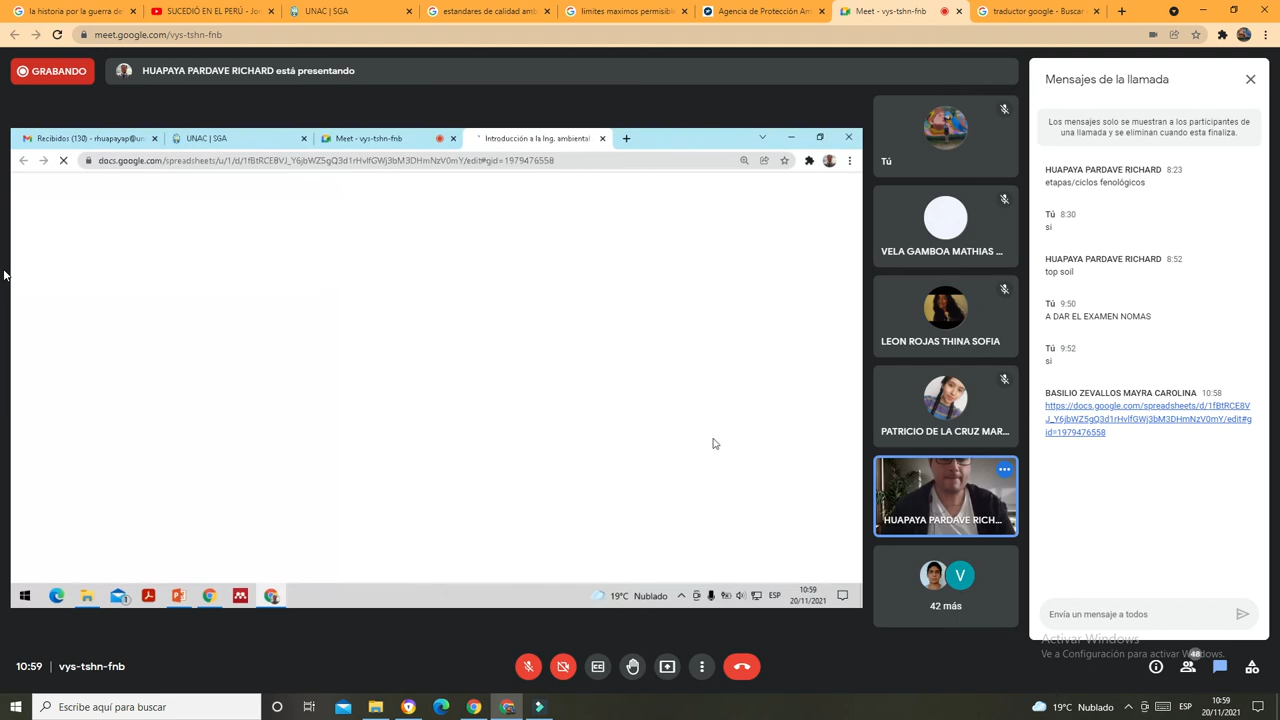 la historia por la guerra de
SUCEDIÓ EN EL PERÚ - Jor
UNAC | SGA
estandares de calidad amb
limites maximos permisibl
Agencia de Protección Am
Meet - vys-tshn-fnb
traductor google - Buscar
meet.google.com/vys-tshn-fnb
GRABANDO
HUAPAYA PARDAVE RICHARD está presentando
Recibidos (130) - rhuapayap@un
UNAC | SGA
Meet - vys-tshn-fnb
Introducción a la Ing. ambiental
docs.google.com/spreadsheets/u/1/d/1fBtRCE8VJ_Y6jbWZ5gQ3d1rHvlfGWj3bM3DHmNzV0mY/edit#gid=1979476558
19°C Nublado
ESP
10:59
20/11/2021
Tú
VELA GAMBOA MATHIAS ...
LEON ROJAS THINA SOFIA
PATRICIO DE LA CRUZ MAR...
HUAPAYA PARDAVE RICH...
V
42 más
Mensajes de la llamada
Los mensajes solo se muestran a los participantes de
una llamada y se eliminan cuando esta finaliza.
HUAPAYA PARDAVE RICHARD 8:23
etapas/ciclos fenológicos
Tú 8:30
si
HUAPAYA PARDAVE RICHARD 8:52
top soil
Tú 9:50
A DAR EL EXAMEN NOMAS
Tú 9:52
si
BASILIO ZEVALLOS MAYRA CAROLINA 10:58
https://docs.google.com/spreadsheets/d/1fBtRCE8V
J_Y6jbWZ5gQ3d1rHvlfGWj3bM3DHmNzV0mY/edit#g
id=1979476558
Envía un mensaje a todos
Activar Windows
Ve a Configuración para activar Windows.
10:59 | vys-tshn-fnb
48
Escribe aquí para buscar
19°C Nublado
ESP
10:59
20/11/2021